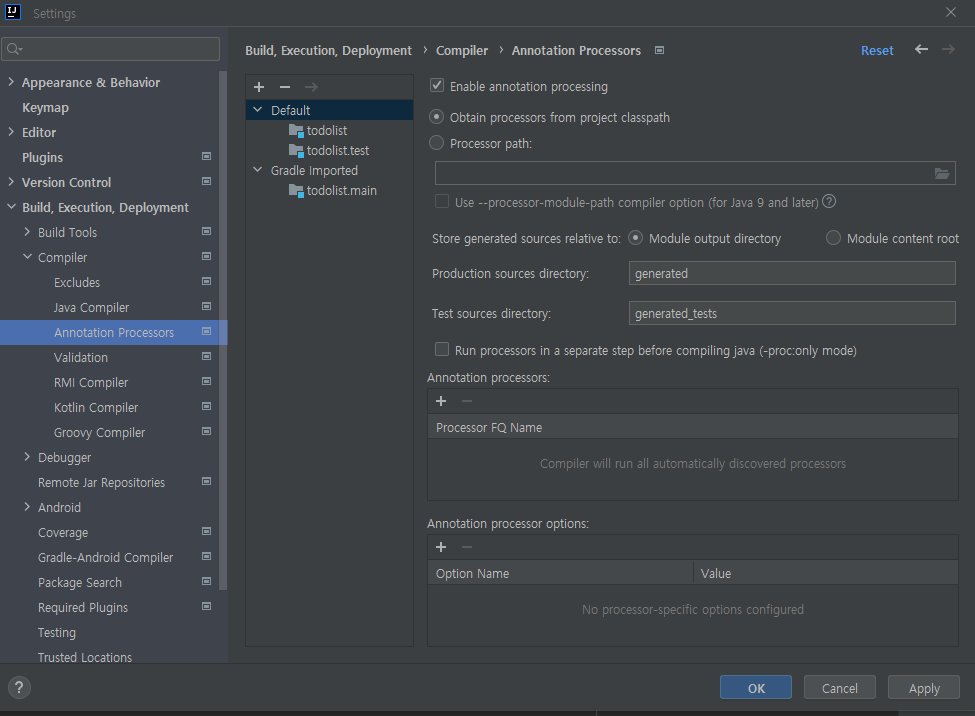 IJ Settings
Appearance & Behavior
Keymap
Editor
Plugins
Version Control
Build, Execution, Deployment
Build Tools
Compiler
Excludes
Java Compiler
Annotation Processors
Validation
RMI Compiler
Kotlin Compiler
Groovy Compiler
Debugger
Remote Jar Repositories
Android
Coverage
Gradle-Android Compiler
Package Search
Required Plugins
Testing
Trusted Locations
Build, Execution, Deployment › Compiler › Annotation Processors Reset
Default
todolist
todolist.test
Gradle Imported
todolist.main
Enable annotation processing
Obtain processors from project classpath
Processor path:
Use --processor-module-path compiler option (for Java 9 and later) ?
Store generated sources relative to: Module output directory Module content root
Production sources directory: generated
Test sources directory: generated_tests
Run processors in a separate step before compiling java (-proc:only mode)
Annotation processors:
Processor FQ Name
Compiler will run all automatically discovered processors
Annotation processor options:
Option Name Value
No processor-specific options configured
? OK Cancel Apply